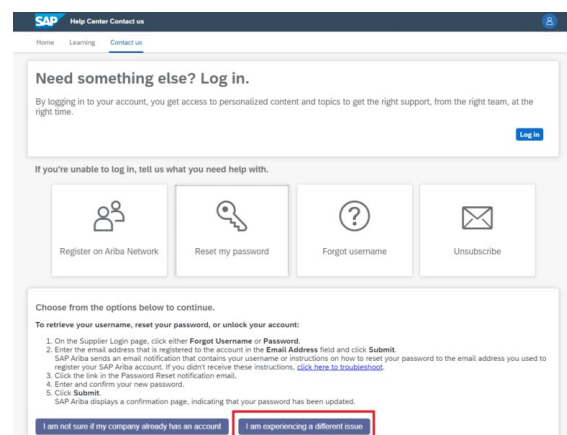 SAP Help Center Contact us
Home Learning Contact us
Need something else? Log in.
By logging in to your account, you get access to personalized content and topics to get the right support, from the right team, at the
right time.
Log in
If you're unable to log in, tell us what you need help with.
Register on Ariba Network
Reset my password
Forgot username
Unsubscribe
Choose from the options below to continue.
To retrieve your username, reset your password, or unlock your account:
1. On the Supplier Login page, click either Forgot Username or Password.
2. Enter the email address that is registered to the account in the Email Address field and click Submit.
SAP Ariba sends an email notification that contains your username or instructions on how to reset your password to the email address you used to
register your SAP Ariba account. If you didn't receive these instructions, click here to troubleshoot.
3. Click the link in the Password Reset notification email.
4. Enter and confirm your new password.
5. Click Submit.
SAP Ariba displays a confirmation page, indicating that your password has been updated.
I am not sure if my company already has an account
I am experiencing a different issue